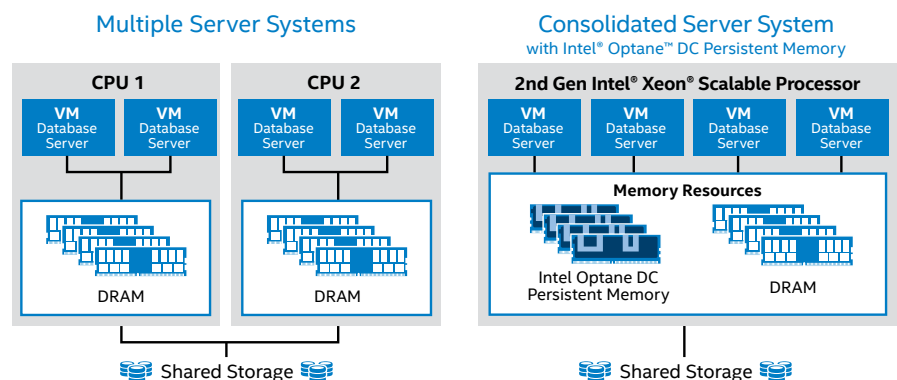 Multiple Server Systems
CPU 1
VM
Database
Server
VM
Database
Server
DRAM
CPU 2
VM
Database
Server
VM
Database
Server
DRAM
Shared Storage
Consolidated Server System
with Intel® Optane™ DC Persistent Memory
2nd Gen Intel® Xeon® Scalable Processor
VM
Database
Server
VM
Database
Server
VM
Database
Server
VM
Database
Server
Memory Resources
Intel Optane DC
Persistent Memory
DRAM
Shared Storage